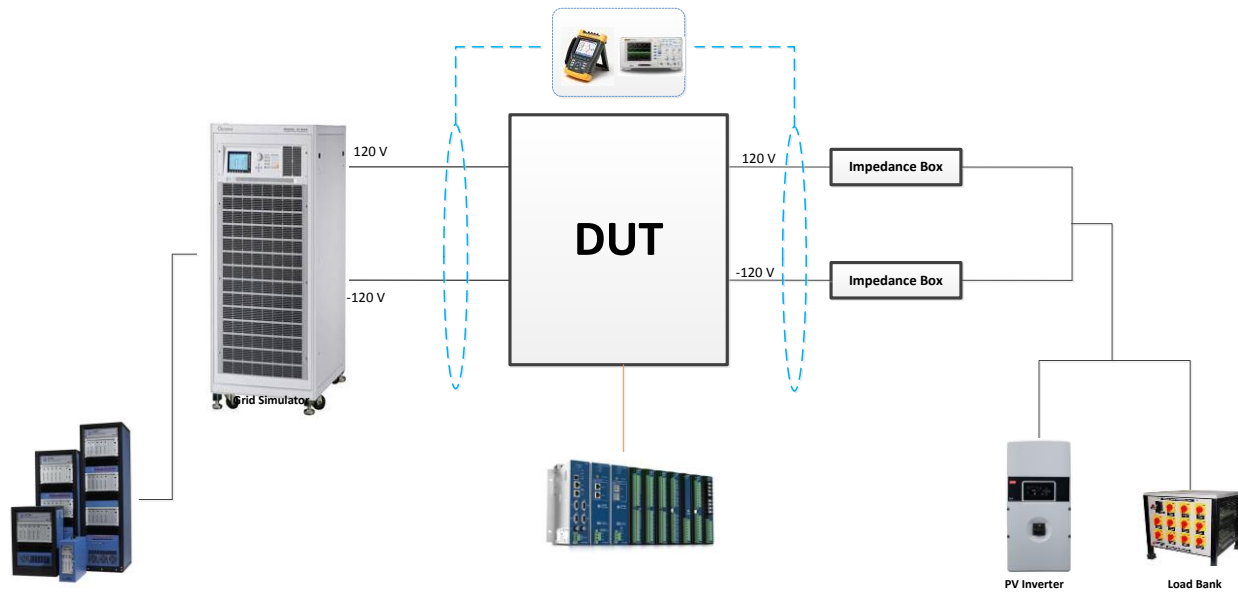 120 V
-120 V
Grid Simulator
DUT
120 V
-120 V
Impedance Box
Impedance Box
PV Inverter
Load Bank